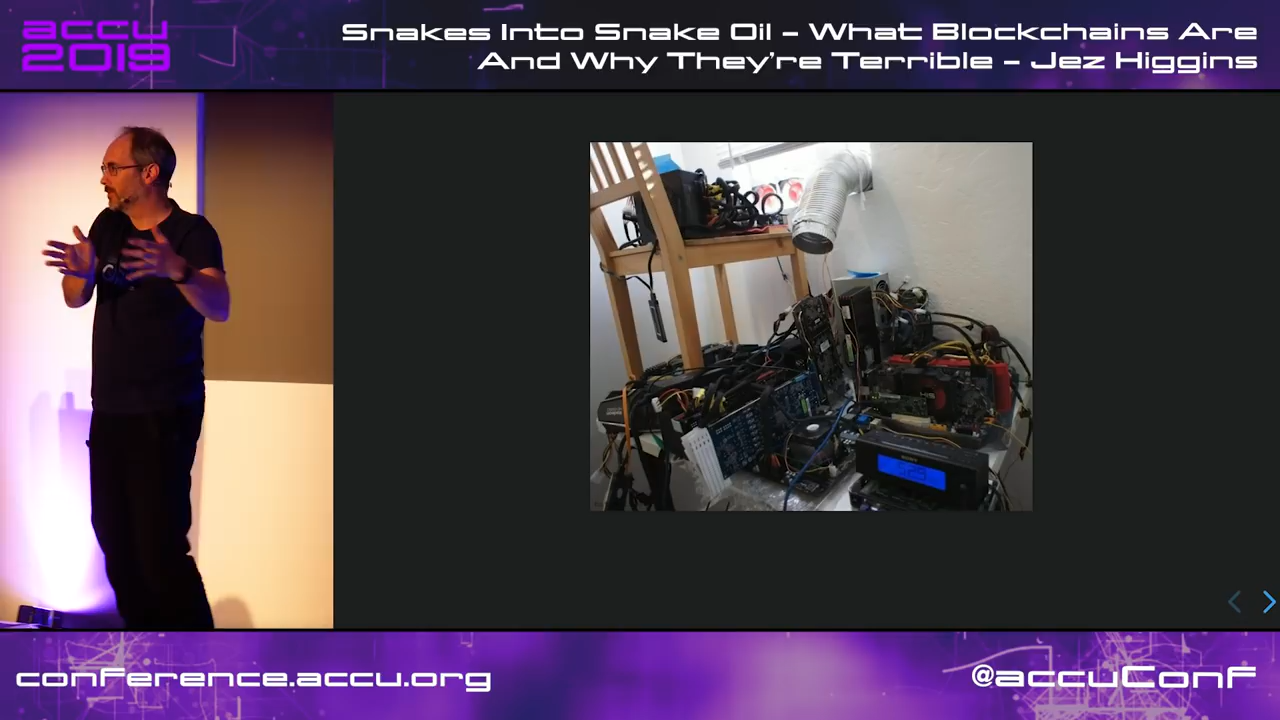 accu
2019
Snakes Into Snake Oil – What Blockchains Are
And Why They're Terrible – Jez Higgins
conference.accu.org
@accuConf